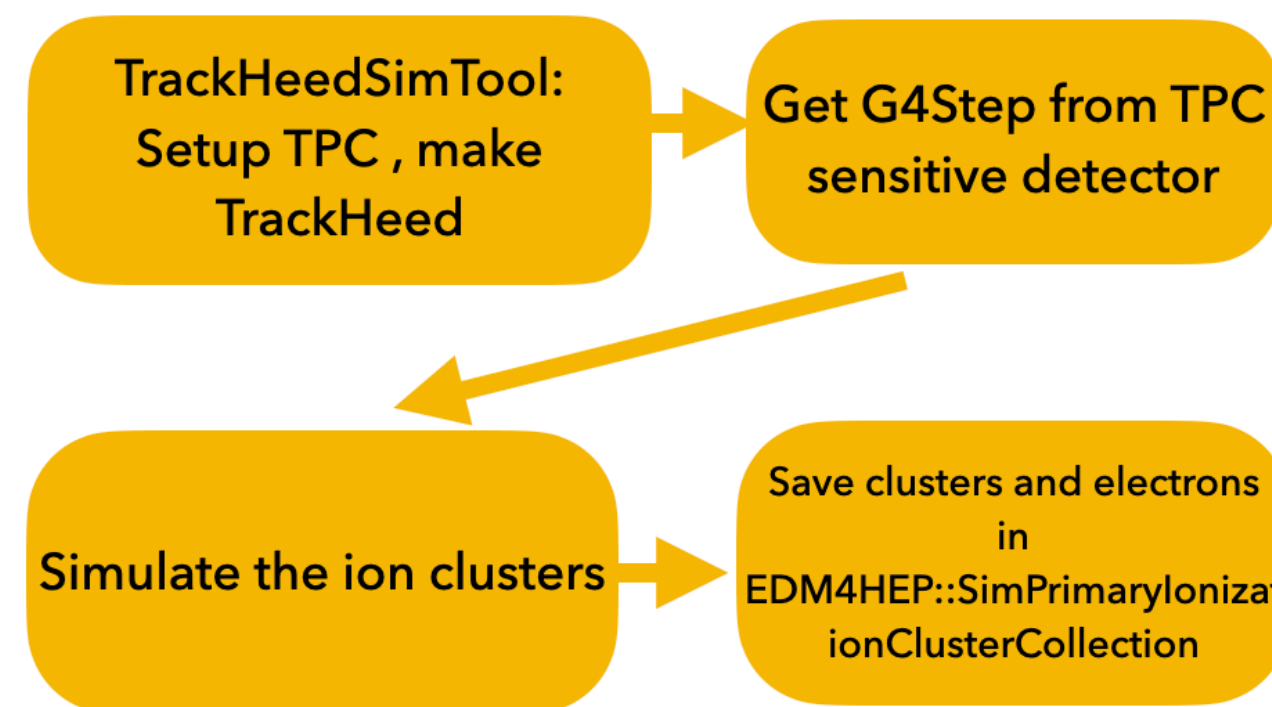 TrackHeedSimTool:
Setup TPC , make
TrackHeed
Get G4Step from TPC
sensitive detector
Simulate the ion clusters
Save clusters and electrons
in
EDM4HEP::SimPrimaryIonizat
ionClusterCollection